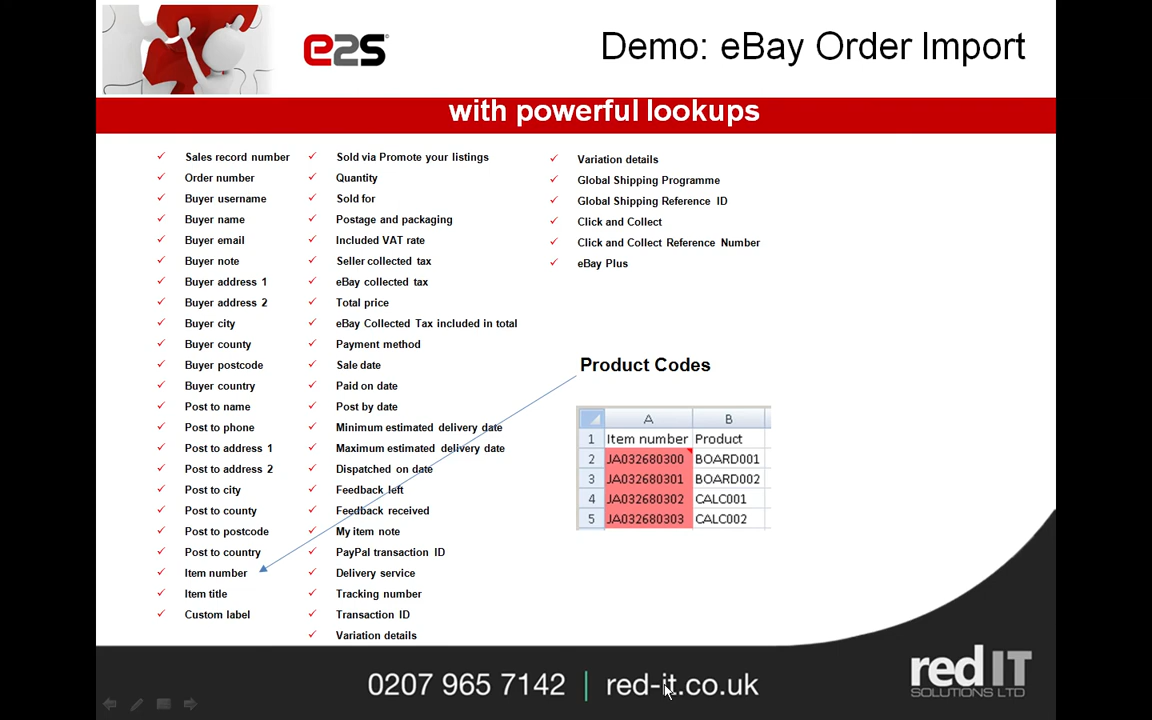 e2s
Demo: eBay Order Import
with powerful lookups
Sales record number
Order number
Buyer username
Buyer name
Buyer email
Buyer note
Buyer address 1
Buyer address 2
Buyer city
Buyer county
Buyer postcode
Buyer country
Post to name
Post to phone
Post to address 1
Post to address 2
Post to city
Post to county
Post to postcode
Post to country
Item number
Item title
Custom label
Sold via Promote your listings
Quantity
Sold for
Postage and packaging
Included VAT rate
Seller collected tax
eBay collected tax
Total price
eBay Collected Tax included in total
Payment method
Sale date
Paid on date
Post by date
Minimum estimated delivery date
Maximum estimated delivery date
Dispatched on date
Feedback left
Feedback received
My item note
PayPal transaction ID
Delivery service
Tracking number
Transaction ID
Variation details
Variation details
Global Shipping Programme
Global Shipping Reference ID
Click and Collect
Click and Collect Reference Number
eBay Plus
Product Codes
A B
1 Item number Product
2 JA032680300 BOARD001
3 JA032680301 BOARD002
4 JA032680302 CALC001
5 JA032680303 CALC002
0207 965 7142 | red-it.co.uk
red IT
SOLUTIONS LTD